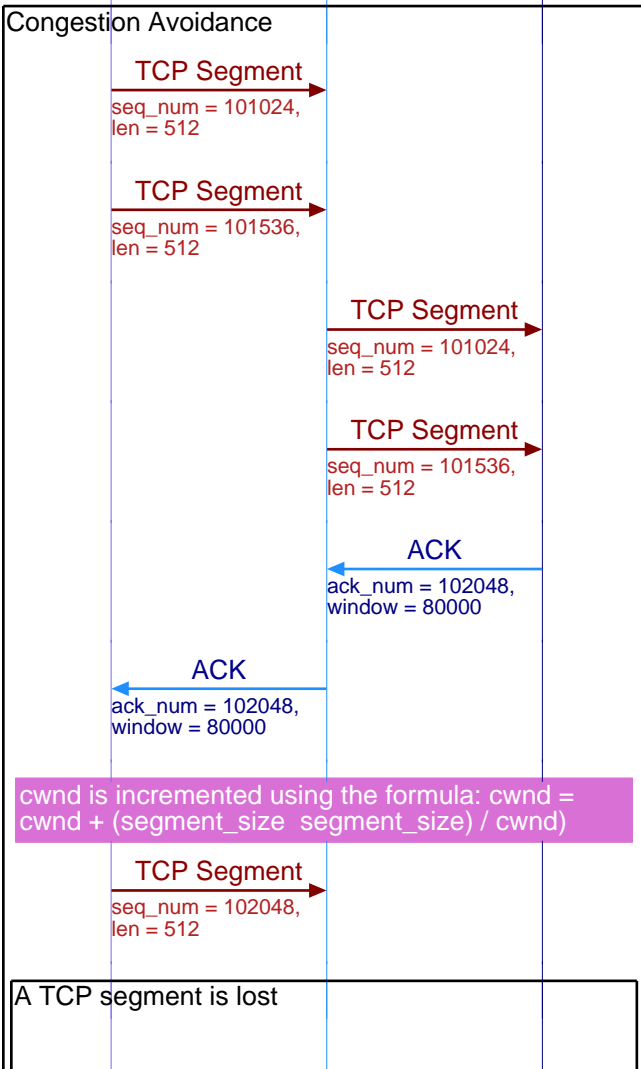 Congestion Avoidance
TCP Segment
seq_num = 101024,
len = 512
TCP Segment
seq_num = 101536,
len = 512
TCP Segment
seq_num = 101024,
len = 512
TCP Segment
seq_num = 101536,
len = 512
ACK
ack_num = 102048,
window = 80000
ACK
ack_num = 102048,
window = 80000
cwnd is incremented using the formula: cwnd =
cwnd + (segment_size  segment_size) / cwnd)
TCP Segment
seq_num = 102048,
len = 512
A TCP segment is lost